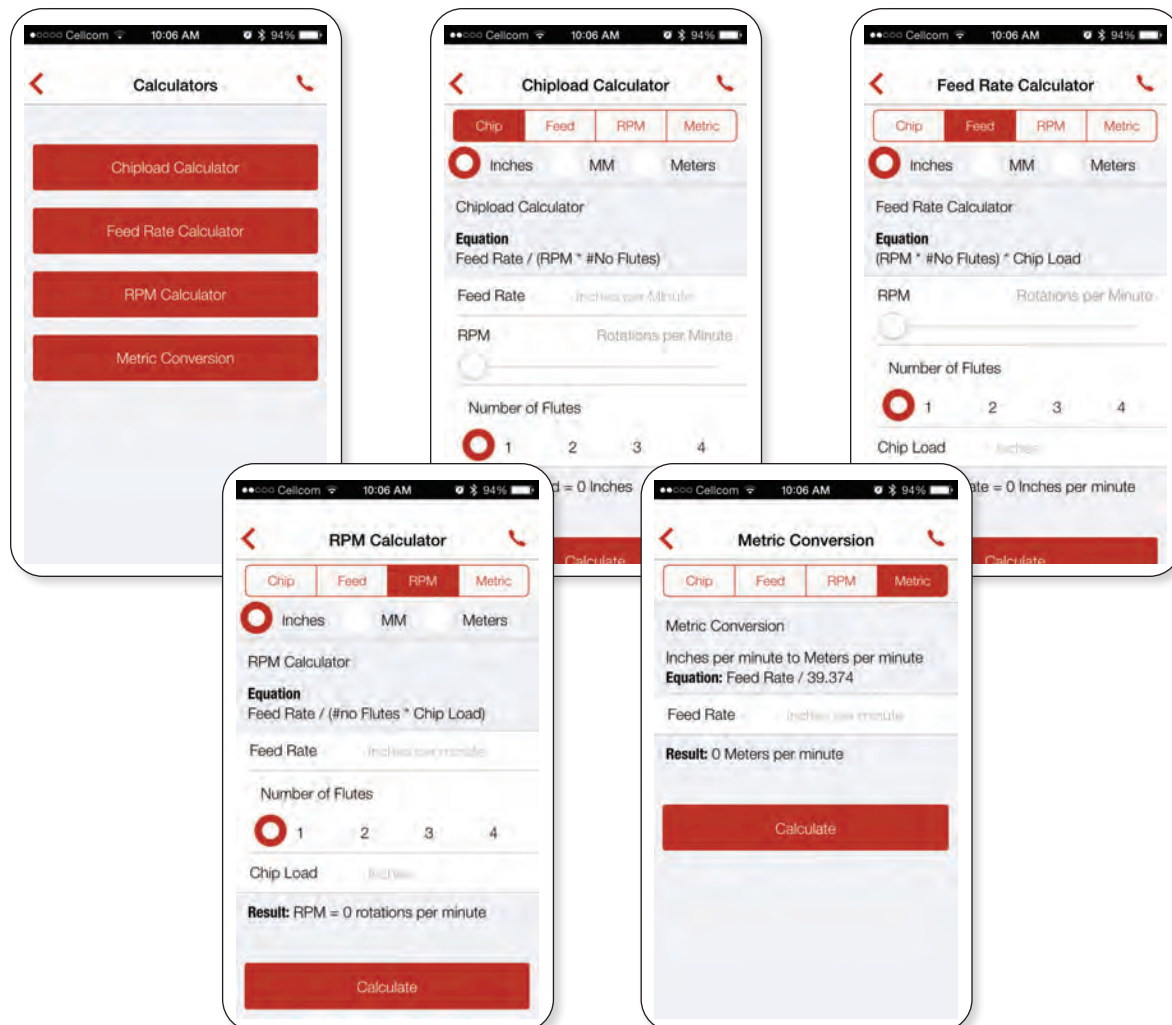 Cellcom 10:06 AM 94%
Calculators
Chipload Calculator
Feed Rate Calculator
RPM Calculator
Metric Conversion
Cellcom 10:06 AM 94%
Chipload Calculator
Chip Feed RPM Metric
Inches MM Meters
Chipload Calculator
Equation
Feed Rate / (RPM * #No Flutes)
Feed Rate Inches per Minute
RPM Rotations per Minute
Number of Flutes
1 2 3 4
d = 0 Inches
Calculate
Cellcom 10:06 AM 94%
Feed Rate Calculator
Chip Feed RPM Metric
Inches MM Meters
Feed Rate Calculator
Equation
(RPM * #No Flutes) * Chip Load
RPM Rotations per Minute
Number of Flutes
1 2 3 4
Chip Load Inches
ate = 0 Inches per minute
Calculate
Cellcom 10:06 AM 94%
RPM Calculator
Chip Feed RPM Metric
Inches MM Meters
RPM Calculator
Equation
Feed Rate / (#no Flutes * Chip Load)
Feed Rate Inches per minute
Number of Flutes
1 2 3 4
Chip Load Inches
Result: RPM = 0 rotations per minute
Calculate
Cellcom 10:06 AM 94%
Metric Conversion
Chip Feed RPM Metric
Metric Conversion
Inches per minute to Meters per minute
Equation: Feed Rate / 39.374
Feed Rate Inches per minute
Result: 0 Meters per minute
Calculate